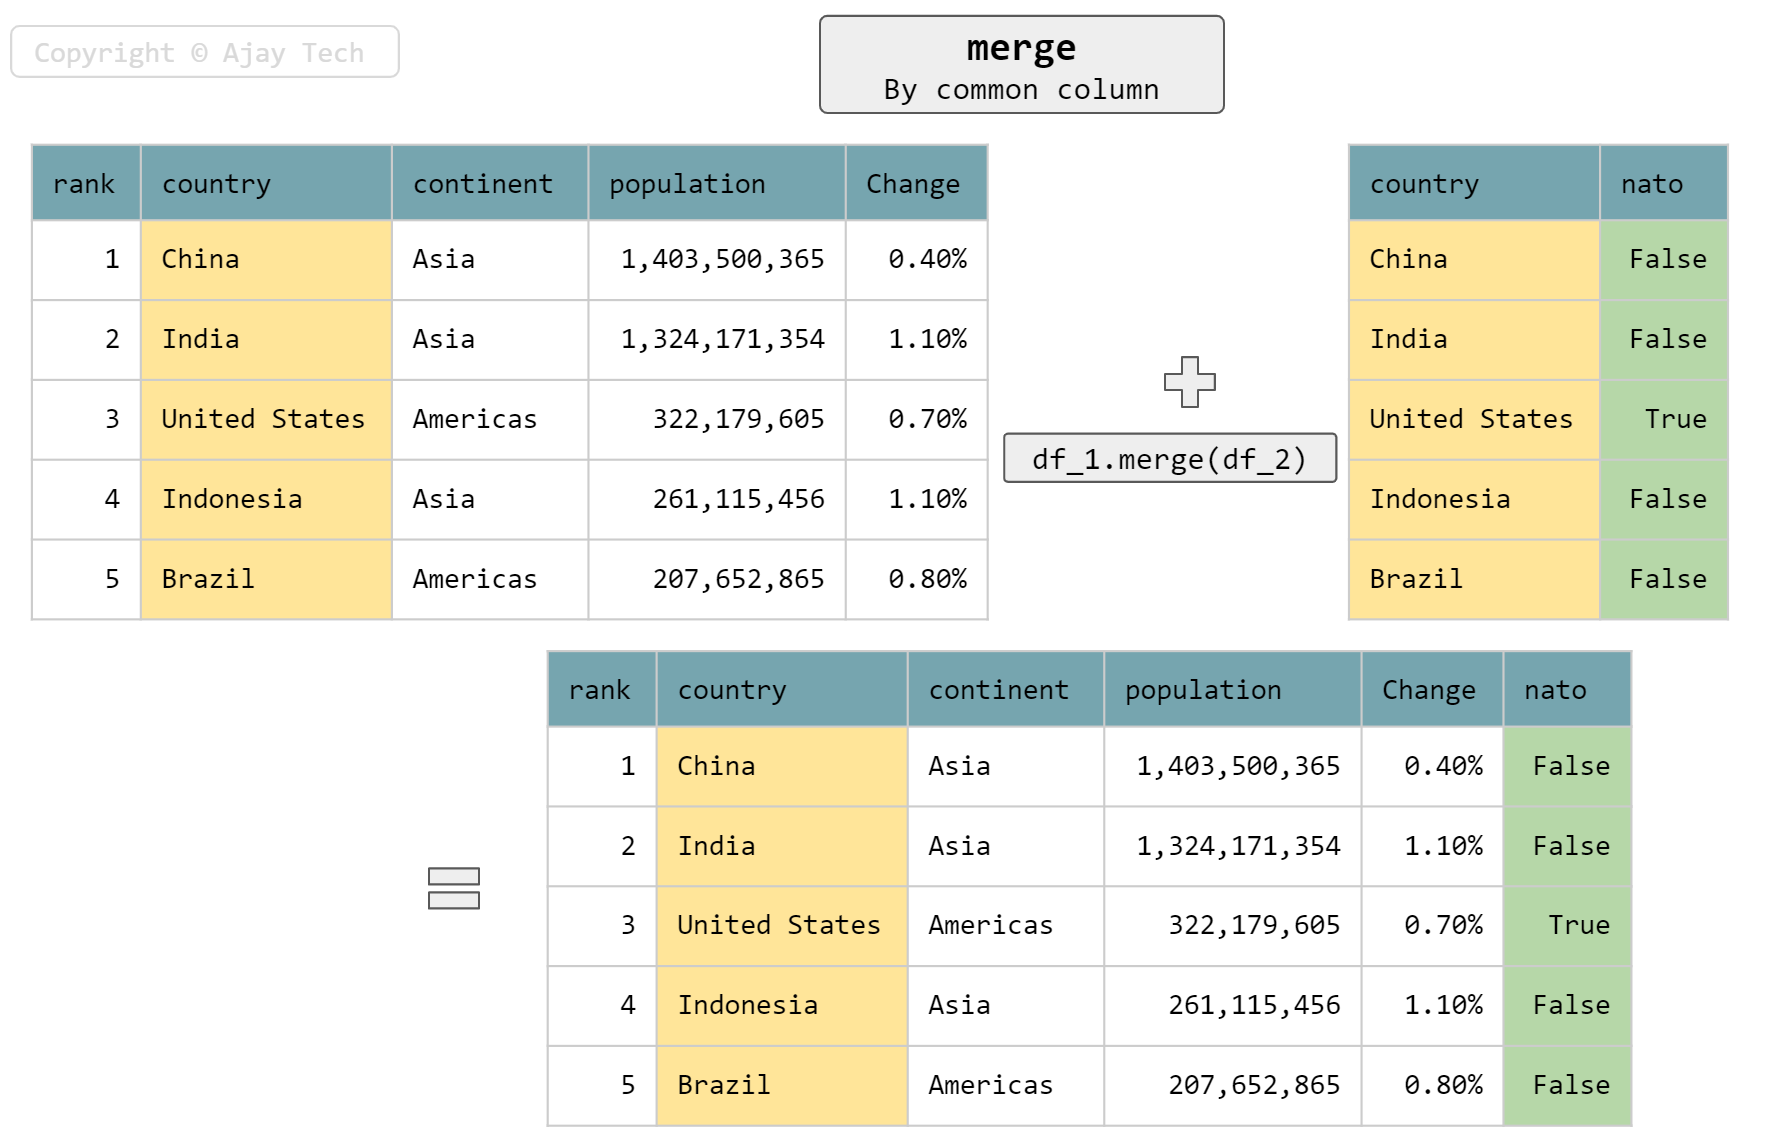 Copyright © Ajay Tech
merge
By common column
rank country continent population Change
1 China Asia 1,403,500,365 0.40%
2 India Asia 1,324,171,354 1.10%
3 United States Americas 322,179,605 0.70%
4 Indonesia Asia 261,115,456 1.10%
5 Brazil Americas 207,652,865 0.80%
df_1.merge(df_2)
country nato
China False
India False
United States True
Indonesia False
Brazil False
rank country continent population Change nato
1 China Asia 1,403,500,365 0.40% False
2 India Asia 1,324,171,354 1.10% False
3 United States Americas 322,179,605 0.70% True
4 Indonesia Asia 261,115,456 1.10% False
5 Brazil Americas 207,652,865 0.80% False